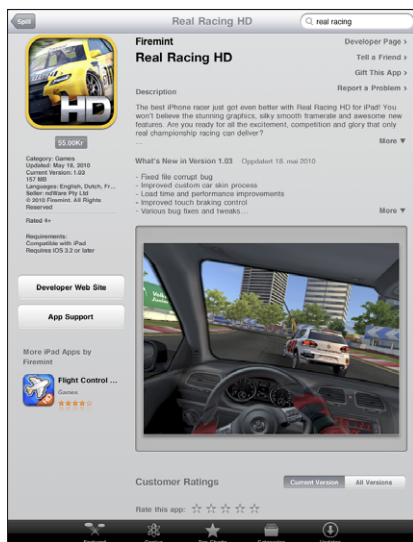 Spill
Real Racing HD
real racing
Firemint
Real Racing HD
Developer Page ›
Tell a Friend ›
Gift This App ›
Report a Problem ›
Description
The best iPhone racer just got even better with Real Racing HD for iPad! You
won't believe the stunning graphics, silky smooth framerate and awesome new
features. Are you ready for all the excitement, competition and glory that only
real championship racing can deliver?
...
More ▼
What's New in Version 1.03 Oppdatert 18. mai 2010
- Fixed file corrupt bug
- Improved custom car skin process
- Load time and performance improvements
- Improved touch braking control
- Various bug fixes and tweaks...
More ▼
HD
55.00Kr
Category: Games
Updated: May 18, 2010
Current Version: 1.03
157 MB
Languages: English, Dutch, Fr...
Seller: ndWare Pty Ltd
© 2010 Firemint. All Rights
Reserved
Rated 4+
Requirements:
Compatible with iPad
Requires iOS 3.2 or later
Developer Web Site
App Support
More iPad Apps by
Firemint
Flight Control ...
Games
Customer Ratings
Current Version
All Versions
Rate this app: